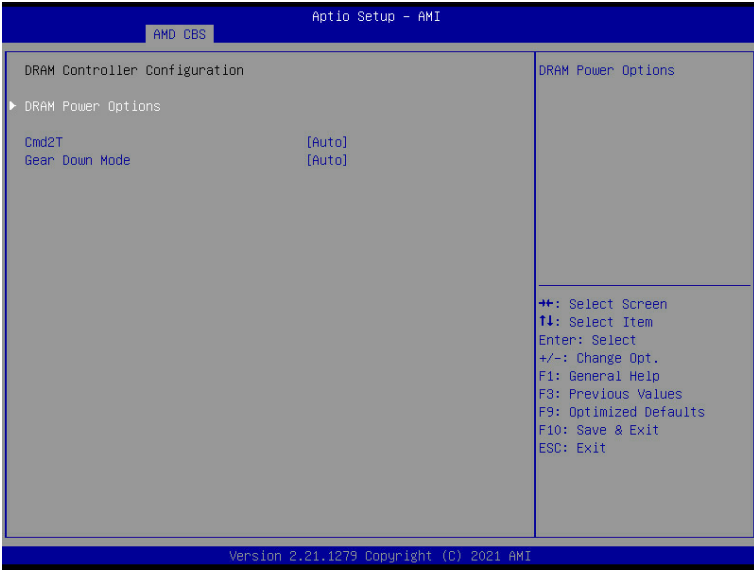 Aptio Setup – AMI
AMD CBS
DRAM Controller Configuration
DRAM Power Options
Cmd2T [Auto]
Gear Down Mode [Auto]
DRAM Power Options
→←: Select Screen
↑↓: Select Item
Enter: Select
+/-: Change Opt.
F1: General Help
F3: Previous Values
F9: Optimized Defaults
F10: Save & Exit
ESC: Exit
Version 2.21.1279 Copyright (C) 2021 AMI